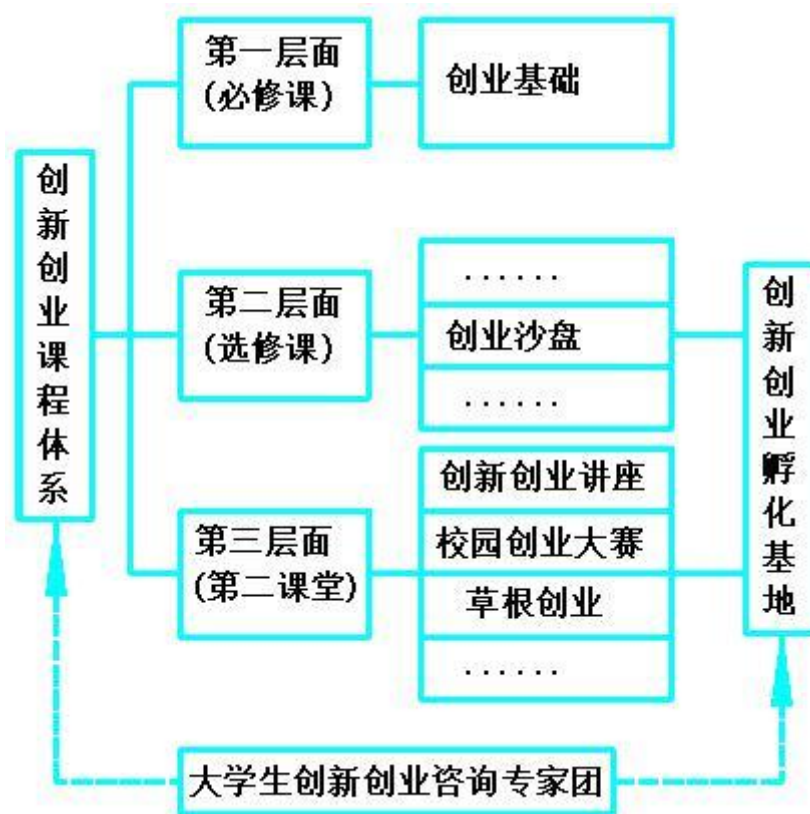 第一层面
(必修课)
创业基础
创新创业课程体系
第二层面
(选修课)
......
创业沙盘
......
创新创业孵化基地
第三层面
(第二课堂)
创新创业讲座
校园创业大赛
草根创业
......
大学生创新创业咨询专家团